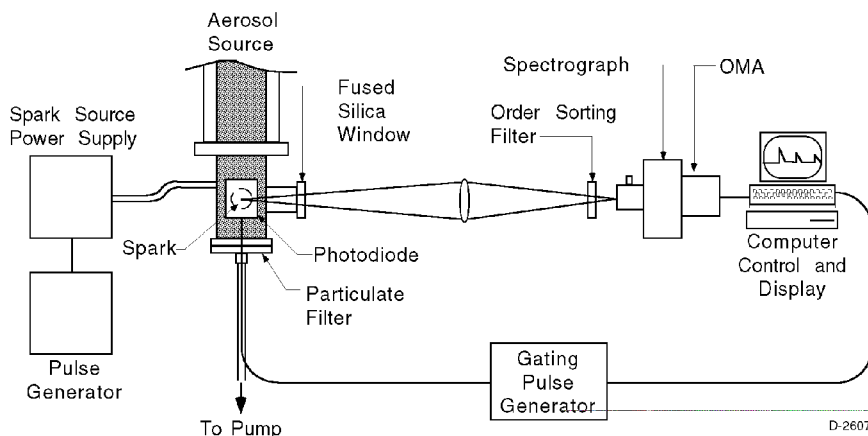 Aerosol
Source
Spark Source
Power Supply
Fused
Silica
Window
Spectrograph
OMA
Order Sorting
Filter
Spark
Photodiode
Particulate
Filter
Computer
Control and
Display
Pulse
Generator
Gating
Pulse
Generator
To Pump
D-2607